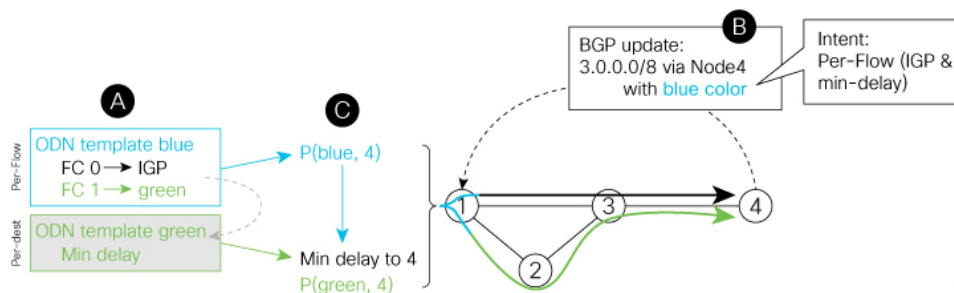 A
Per-Flow
ODN template blue
FC 0 → IGP
FC 1 → green
Per-dest
ODN template green
Min delay
C
P(blue, 4)
Min delay to 4
P(green, 4)
B
BGP update:
3.0.0.0/8 via Node4
with blue color
Intent:
Per-Flow (IGP &
min-delay)
1
3
4
2